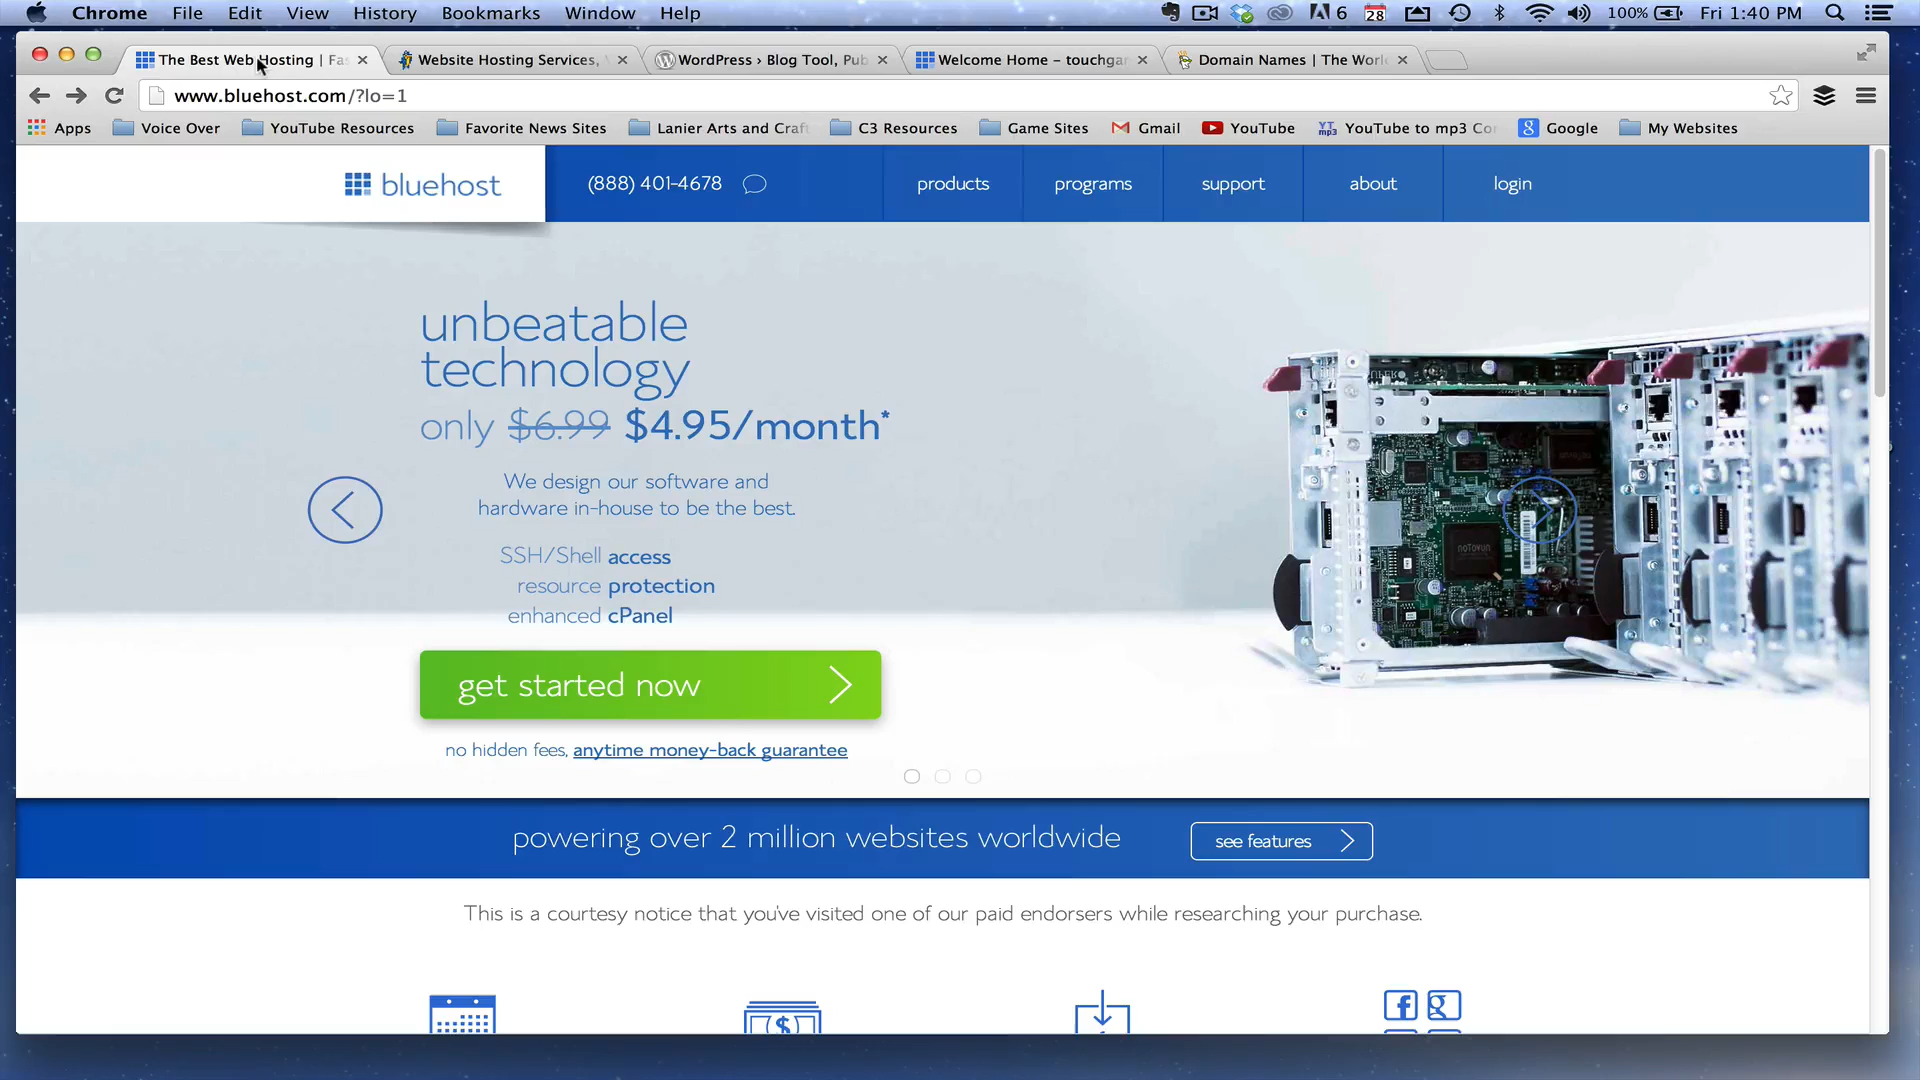 Chrome File Edit View History Bookmarks Window Help 6 28 100% Fri 1:40 PM
The Best Web Hosting | Fa Website Hosting Services, WordPress › Blog Tool, Pub Welcome Home – touchgar Domain Names | The Worl
www.bluehost.com/?lo=1
Apps Voice Over YouTube Resources Favorite News Sites Lanier Arts and Craf C3 Resources Game Sites Gmail YouTube YouTube to mp3 Co Google My Websites
bluehost (888) 401-4678 products programs support about login
unbeatable
technology
only $6.99 $4.95/month*
We design our software and
hardware in-house to be the best.
SSH/Shell access
resource protection
enhanced cPanel
get started now
no hidden fees, anytime money-back guarantee
powering over 2 million websites worldwide see features
This is a courtesy notice that you've visited one of our paid endorsers while researching your purchase.